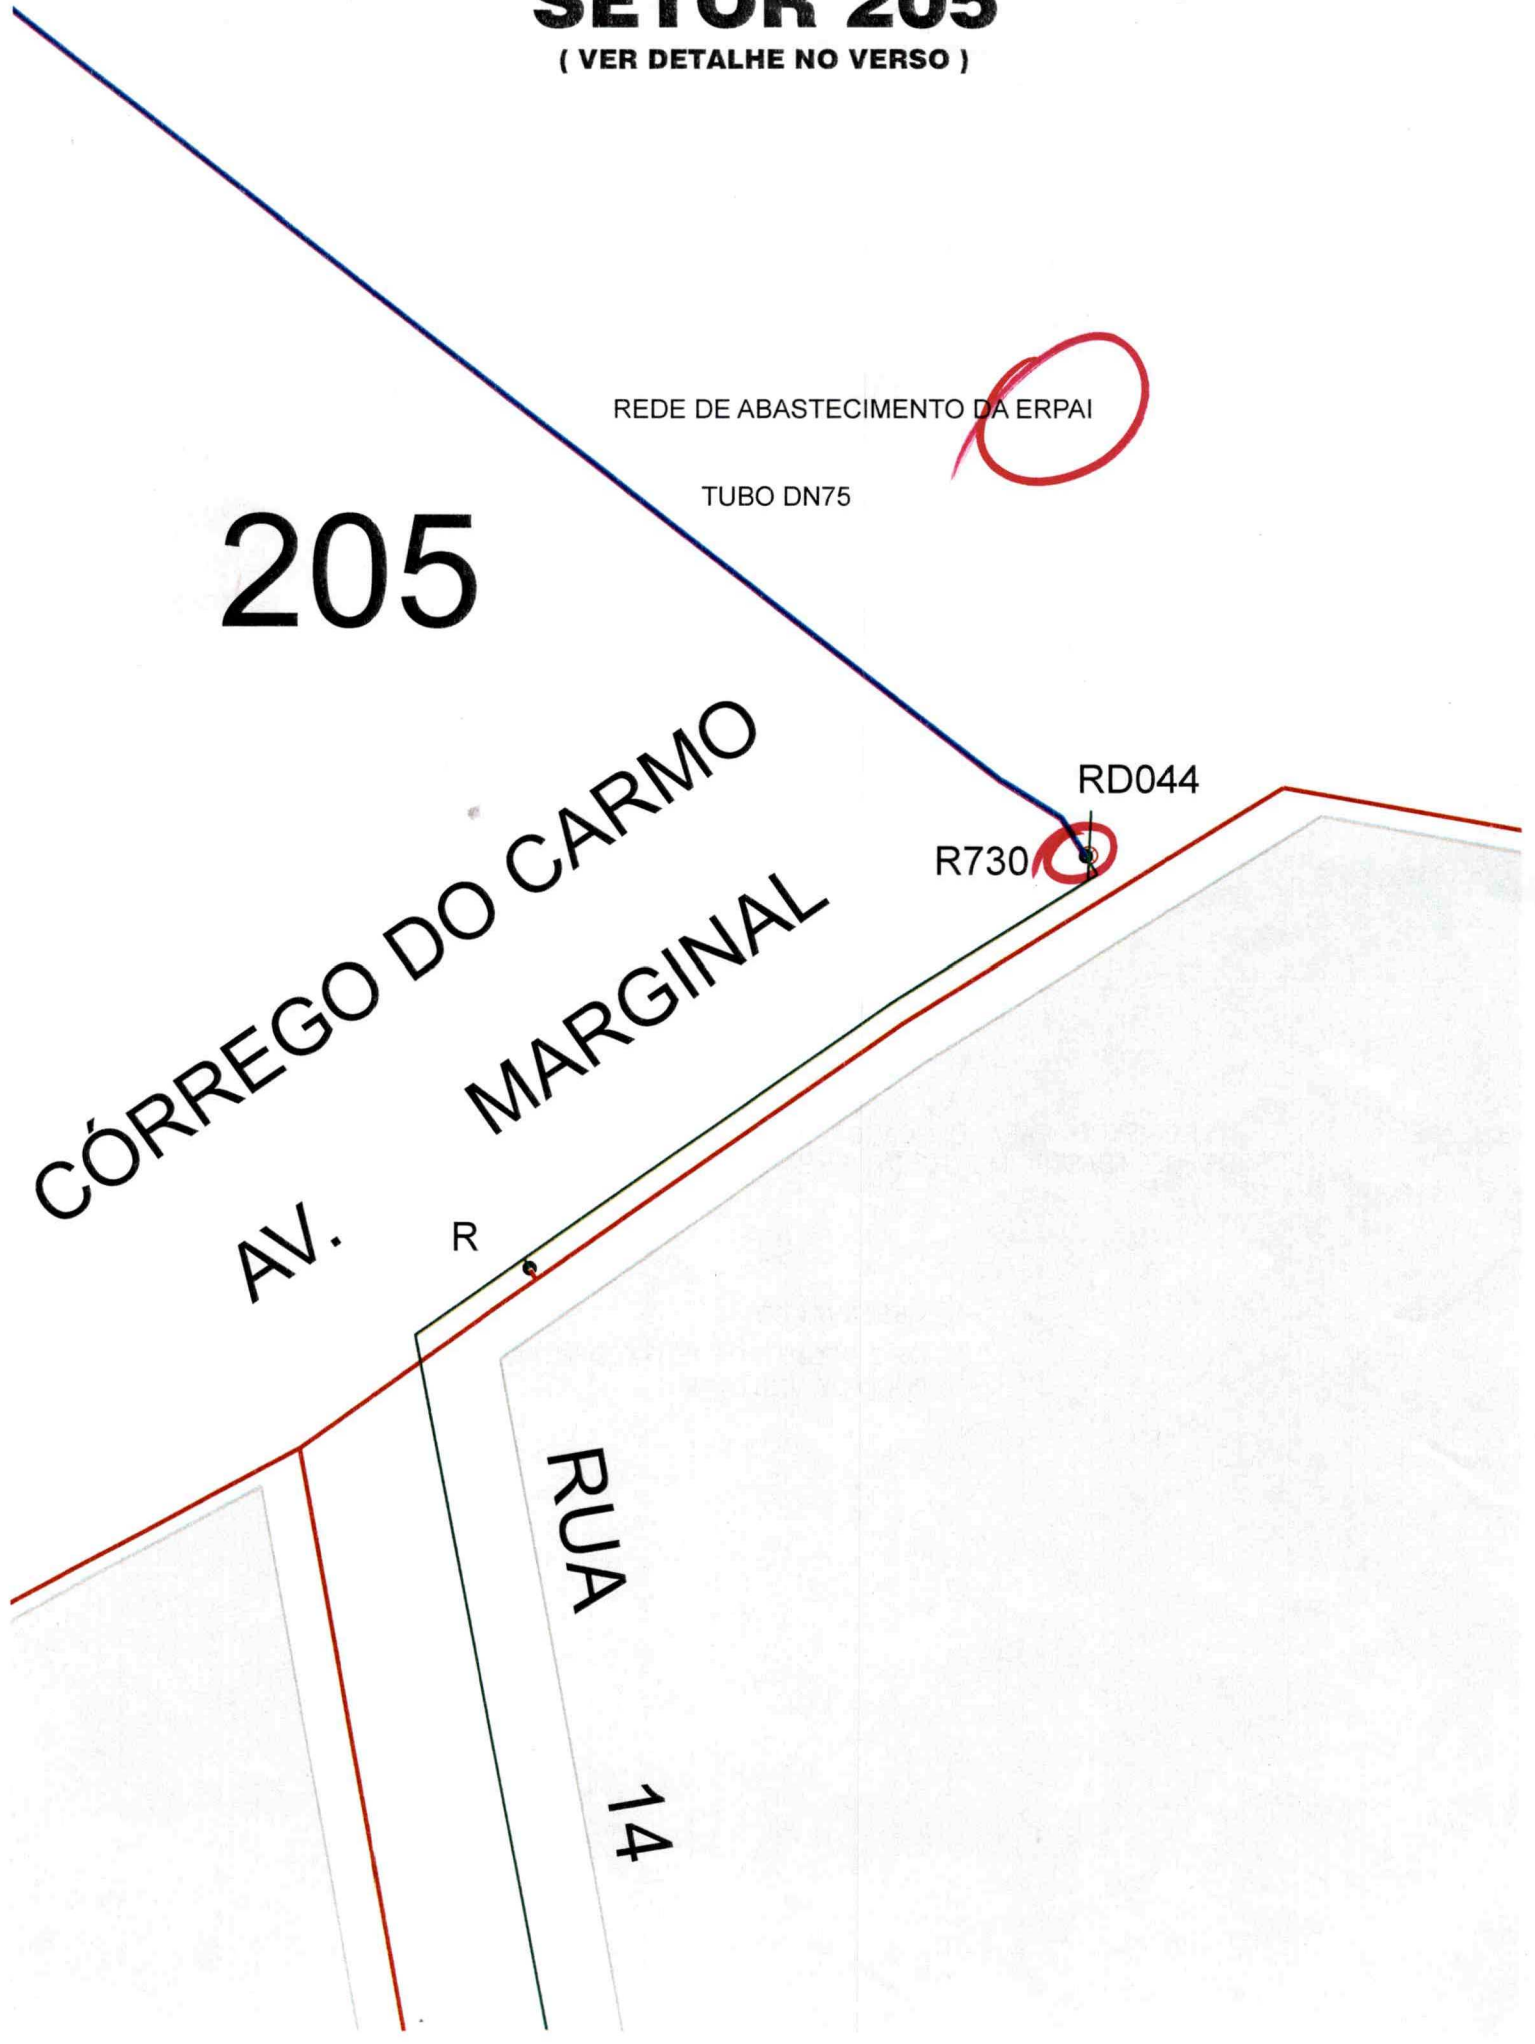 SETOR 205
( VER DETALHE NO VERSO )
REDE DE ABASTECIMENTO DA ERPAI
TUBO DN75
205
RD044
R730
CÓRREGO DO CARMO
AV. MARGINAL
R
RUA 14